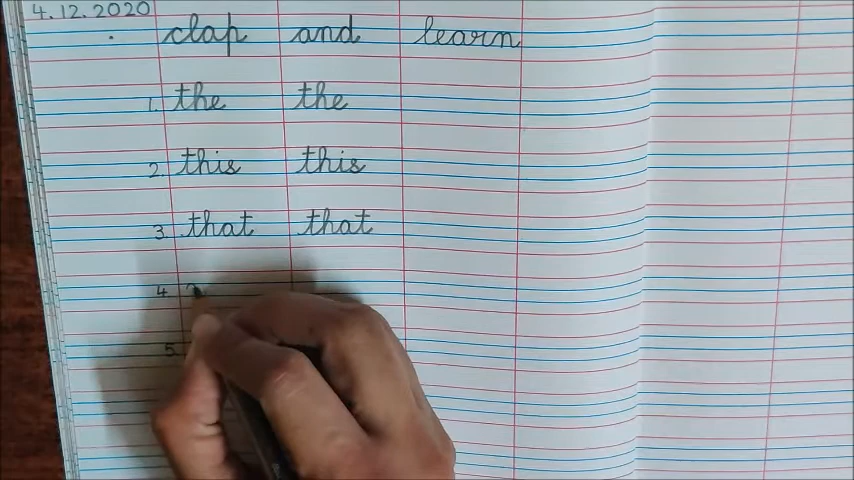 4.12.2020
clap and learn
1. the the
2. this this
3. that that
4.
5.